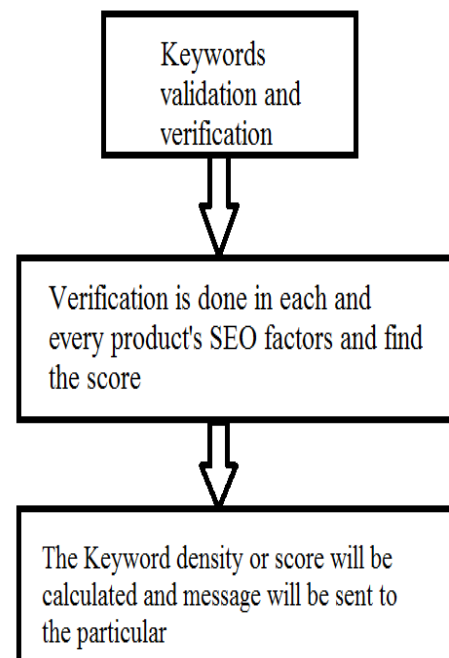 Keywords
validation and
verification
Verification is done in each and
every product's SEO factors and find
the score
The Keyword density or score will be
calculated and message will be sent to
the particular